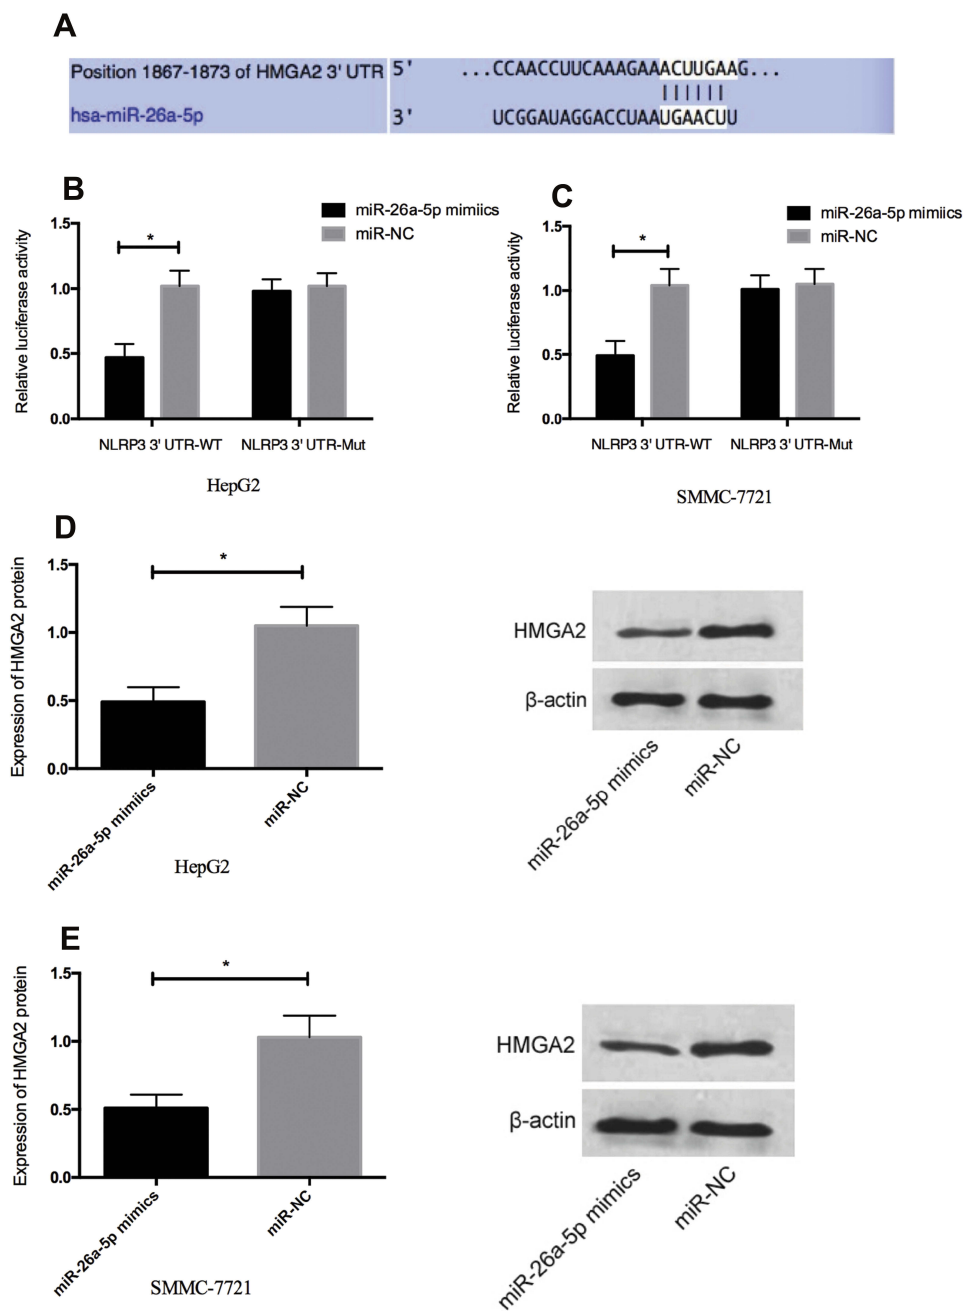 A
Position 1867-1873 of HMGA2 3' UTR 5' ...CCAACCUUCAAAGAAACUUGAAG...
hsa-miR-26a-5p 3' UCGGAUAGGACCUAAUGAACUU
B
miR-26a-5p mimiics
miR-NC
Relative luciferase activity
1.5
1.0
0.5
0.0
*
NLRP3 3' UTR-WT NLRP3 3' UTR-Mut
HepG2
C
miR-26a-5p mimiics
miR-NC
Relative luciferase activity
1.5
1.0
0.5
0.0
*
NLRP3 3' UTR-WT NLRP3 3' UTR-Mut
SMMC-7721
D
Expression of HMGA2 protein
1.5
1.0
0.5
0.0
*
miR-26a-5p mimiics
miR-NC
HepG2
HMGA2
β-actin
miR-26a-5p mimics
miR-NC
E
Expression of HMGA2 protein
1.5
1.0
0.5
0.0
*
miR-26a-5p mimics
miR-NC
SMMC-7721
HMGA2
β-actin
miR-26a-5p mimics
miR-NC